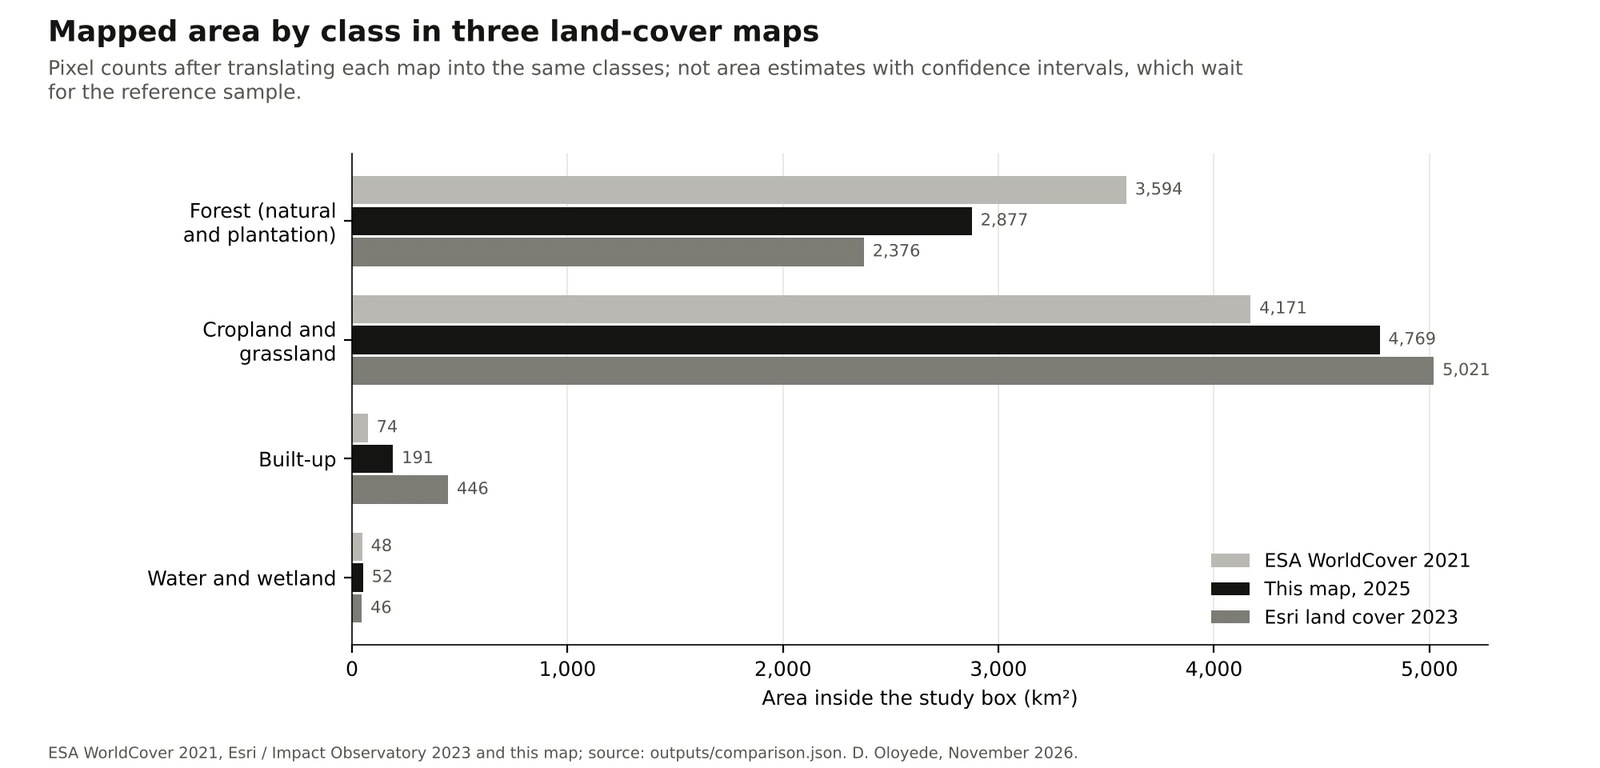 Mapped area by class in three land-cover maps
Pixel counts after translating each map into the same classes; not area estimates with confidence intervals, which wait
for the reference sample.
Forest (natural
and plantation)
3,594
2,877
2,376
Cropland and
grassland
4,171
4,769
5,021
Built-up
74
191
446
Water and wetland
48
52
46
ESA WorldCover 2021
This map, 2025
Esri land cover 2023
0 1,000 2,000 3,000 4,000 5,000
Area inside the study box (km²)
ESA WorldCover 2021, Esri / Impact Observatory 2023 and this map; source: outputs/comparison.json. D. Oloyede, November 2026.